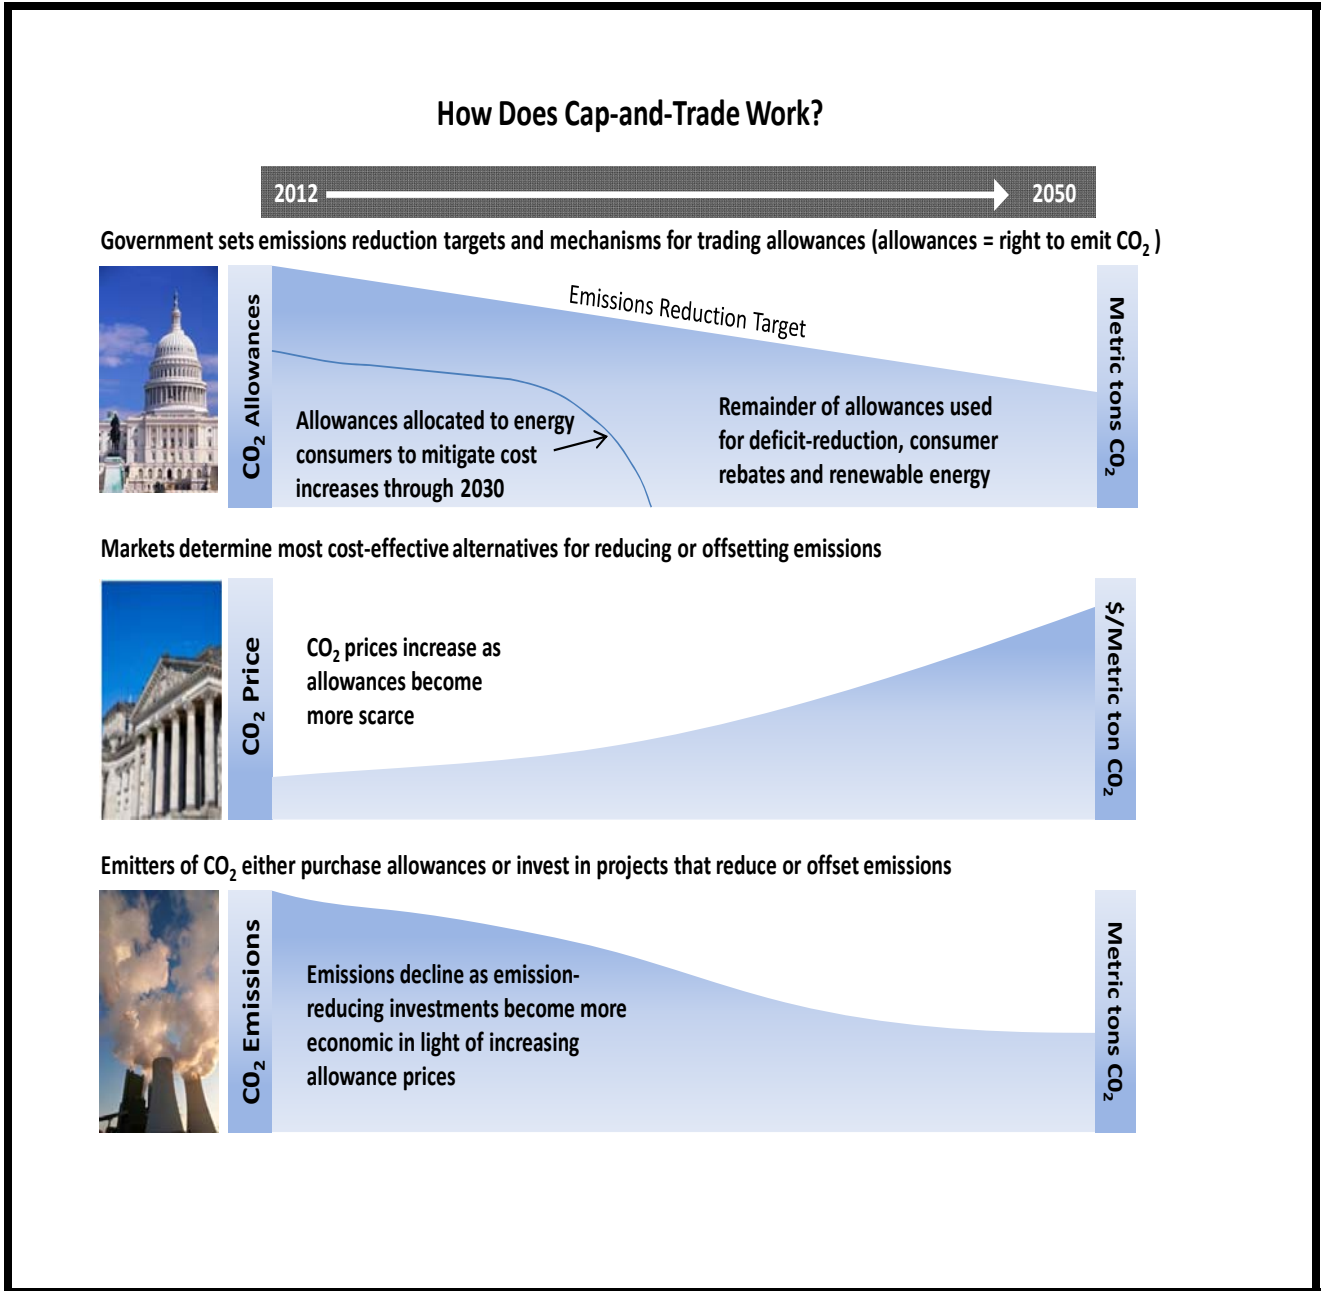 How Does Cap-and-Trade Work?
2012
2050
Government sets emissions reduction targets and mechanisms for trading allowances (allowances = right to emit CO₂ )
CO₂ Allowances
Emissions Reduction Target
Allowances allocated to energy
consumers to mitigate cost
increases through 2030
Remainder of allowances used
for deficit-reduction, consumer
rebates and renewable energy
Metric tons CO₂
Markets determine most cost-effective alternatives for reducing or offsetting emissions
CO₂ Price
CO₂ prices increase as
allowances become
more scarce
$/Metric ton CO₂
Emitters of CO₂ either purchase allowances or invest in projects that reduce or offset emissions
CO₂ Emissions
Emissions decline as emission-
reducing investments become more
economic in light of increasing
allowance prices
Metric tons CO₂